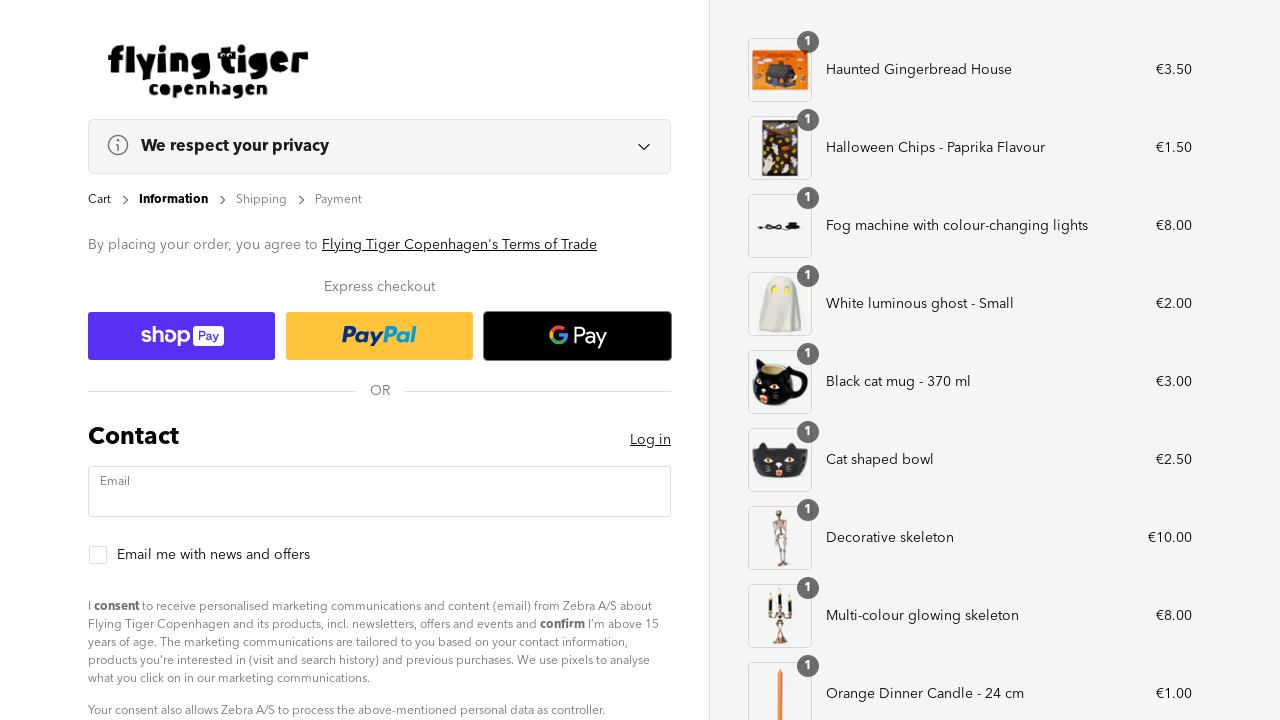 flying tiger
copenhagen
We respect your privacy
Cart > Information > Shipping > Payment
By placing your order, you agree to Flying Tiger Copenhagen's Terms of Trade
Express checkout
shop Pay
PayPal
G Pay
OR
Contact
Log in
Email
Email me with news and offers
I consent to receive personalised marketing communications and content (email) from Zebra A/S about
Flying Tiger Copenhagen and its products, incl. newsletters, offers and events and confirm I’m above 15
years of age. The marketing communications are tailored to you based on your contact information,
products you’re interested in (visit and search history) and previous purchases. We use pixels to analyse
what you click on in our marketing communications.
Your consent also allows Zebra A/S to process the above-mentioned personal data as controller.
1
Haunted Gingerbread House €3.50
1
Halloween Chips - Paprika Flavour €1.50
1
Fog machine with colour-changing lights €8.00
1
White luminous ghost - Small €2.00
1
Black cat mug - 370 ml €3.00
1
Cat shaped bowl €2.50
1
Decorative skeleton €10.00
1
Multi-colour glowing skeleton €8.00
1
Orange Dinner Candle - 24 cm €1.00